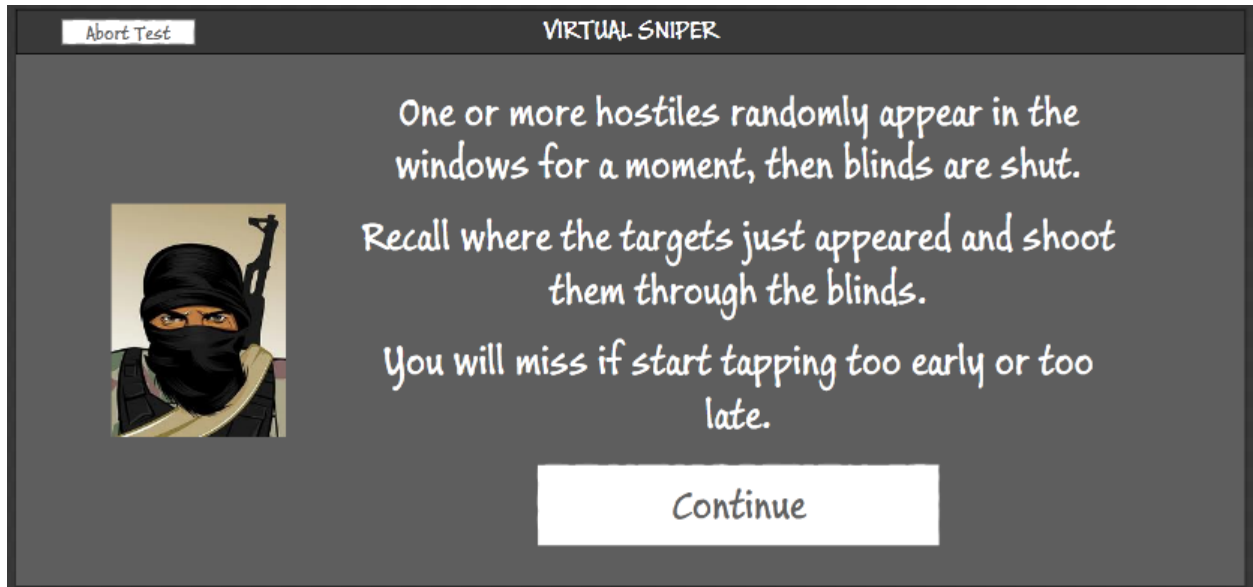 Abort Test
VIRTUAL SNIPER
One or more hostiles randomly appear in the
windows for a moment, then blinds are shut.
Recall where the targets just appeared and shoot
them through the blinds.
You will miss if start tapping too early or too
late.
Continue